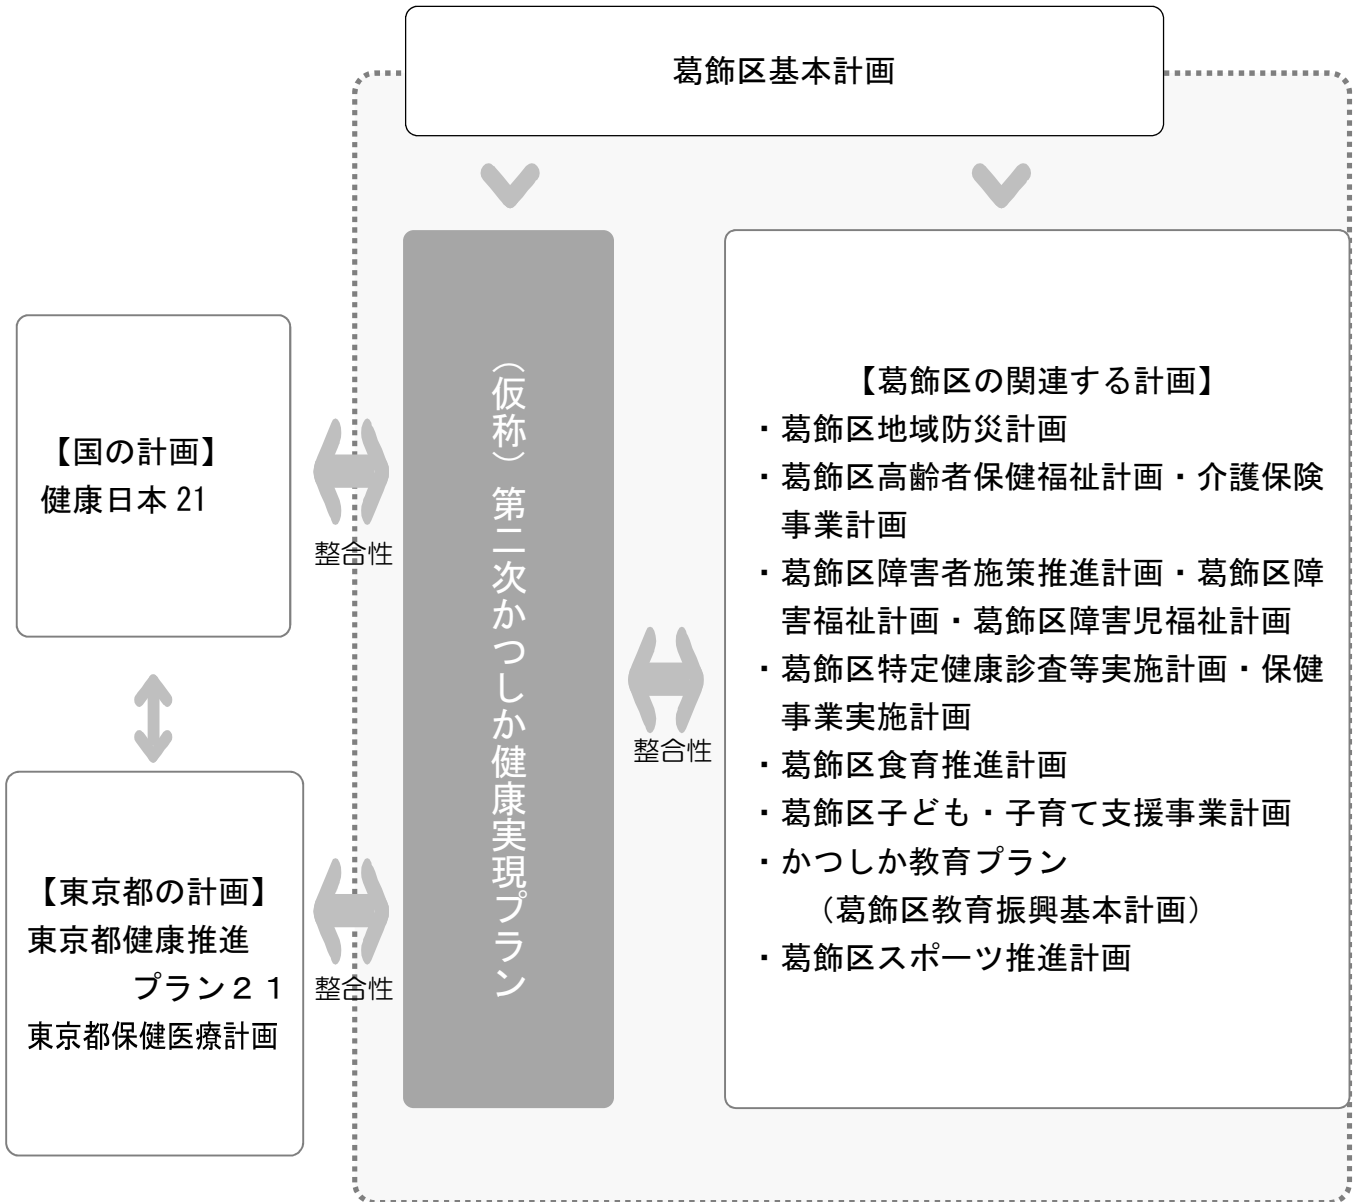 葛飾区基本計画
【国の計画】
健康日本 21
整合性
【東京都の計画】
東京都健康推進
プラン２１
東京都保健医療計画
整合性
（仮称）第二次かつしか健康実現プラン
整合性
【葛飾区の関連する計画】
・葛飾区地域防災計画
・葛飾区高齢者保健福祉計画・介護保険
事業計画
・葛飾区障害者施策推進計画・葛飾区障
害福祉計画・葛飾区障害児福祉計画
・葛飾区特定健康診査等実施計画・保健
事業実施計画
・葛飾区食育推進計画
・葛飾区子ども・子育て支援事業計画
・かつしか教育プラン
（葛飾区教育振興基本計画）
・葛飾区スポーツ推進計画